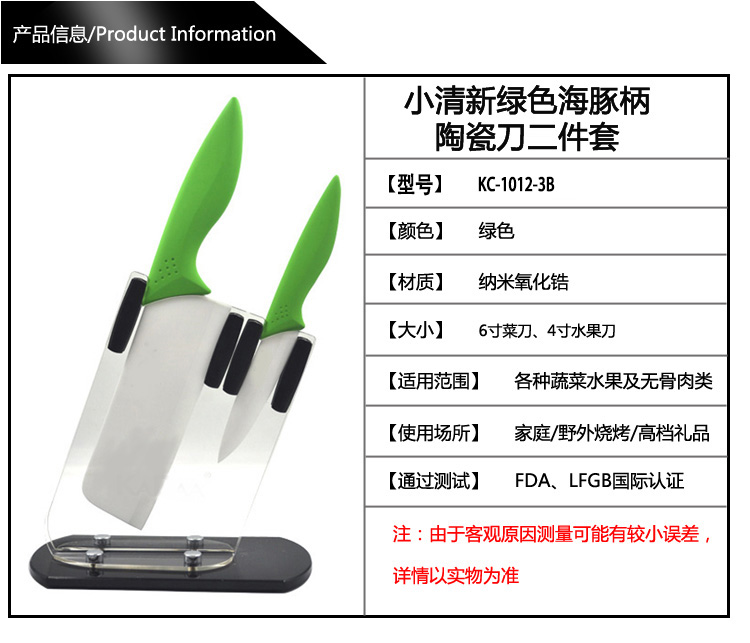 产品信息/Product Information
小清新绿色海豚柄
陶瓷刀二件套
【型号】 KC-1012-3B
【颜色】 绿色
【材质】 纳米氧化锆
【大小】 6寸菜刀、4寸水果刀
【适用范围】 各种蔬菜水果及无骨肉类
【使用场所】 家庭/野外烧烤/高档礼品
【通过测试】 FDA、LFGB国际认证
注：由于客观原因测量可能有较小误差，
详情以实物为准